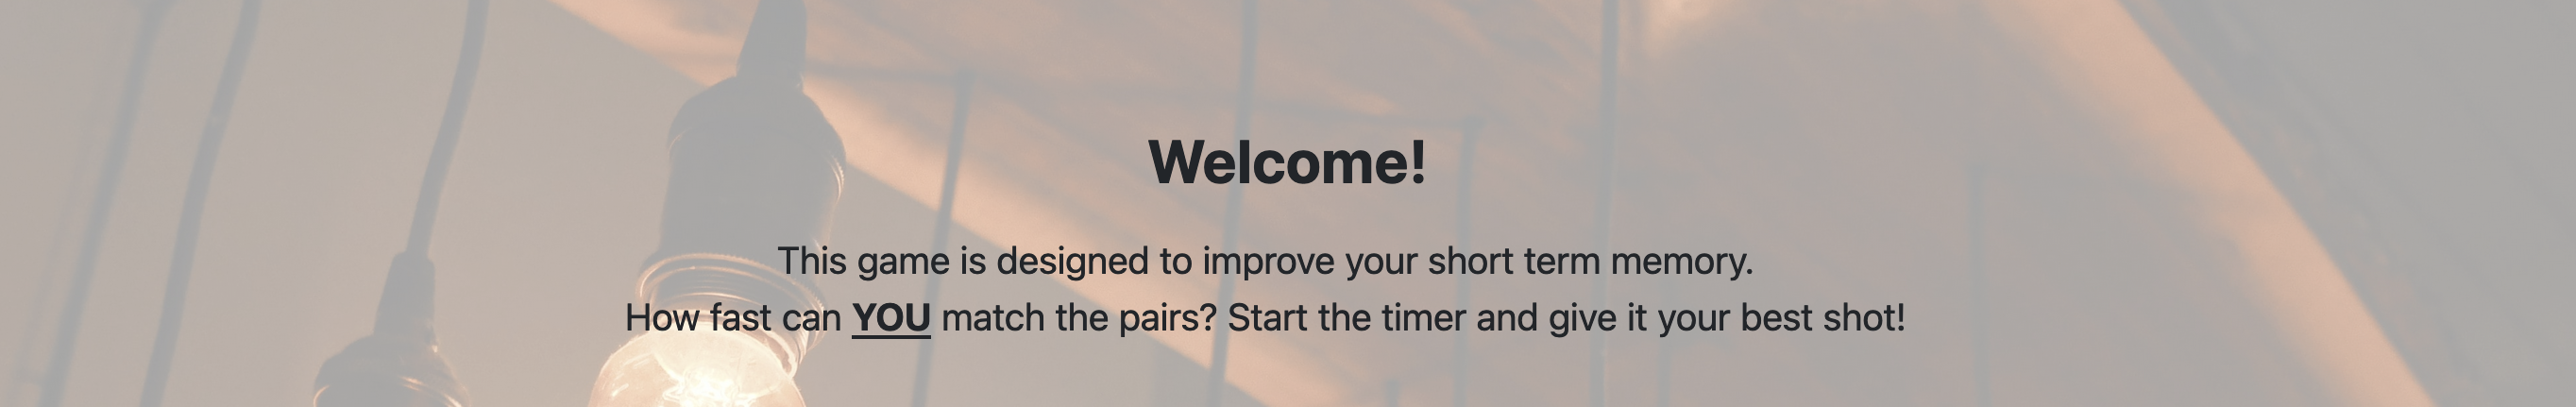 Welcome!
This game is designed to improve your short term memory.
How fast can YOU match the pairs? Start the timer and give it your best shot!